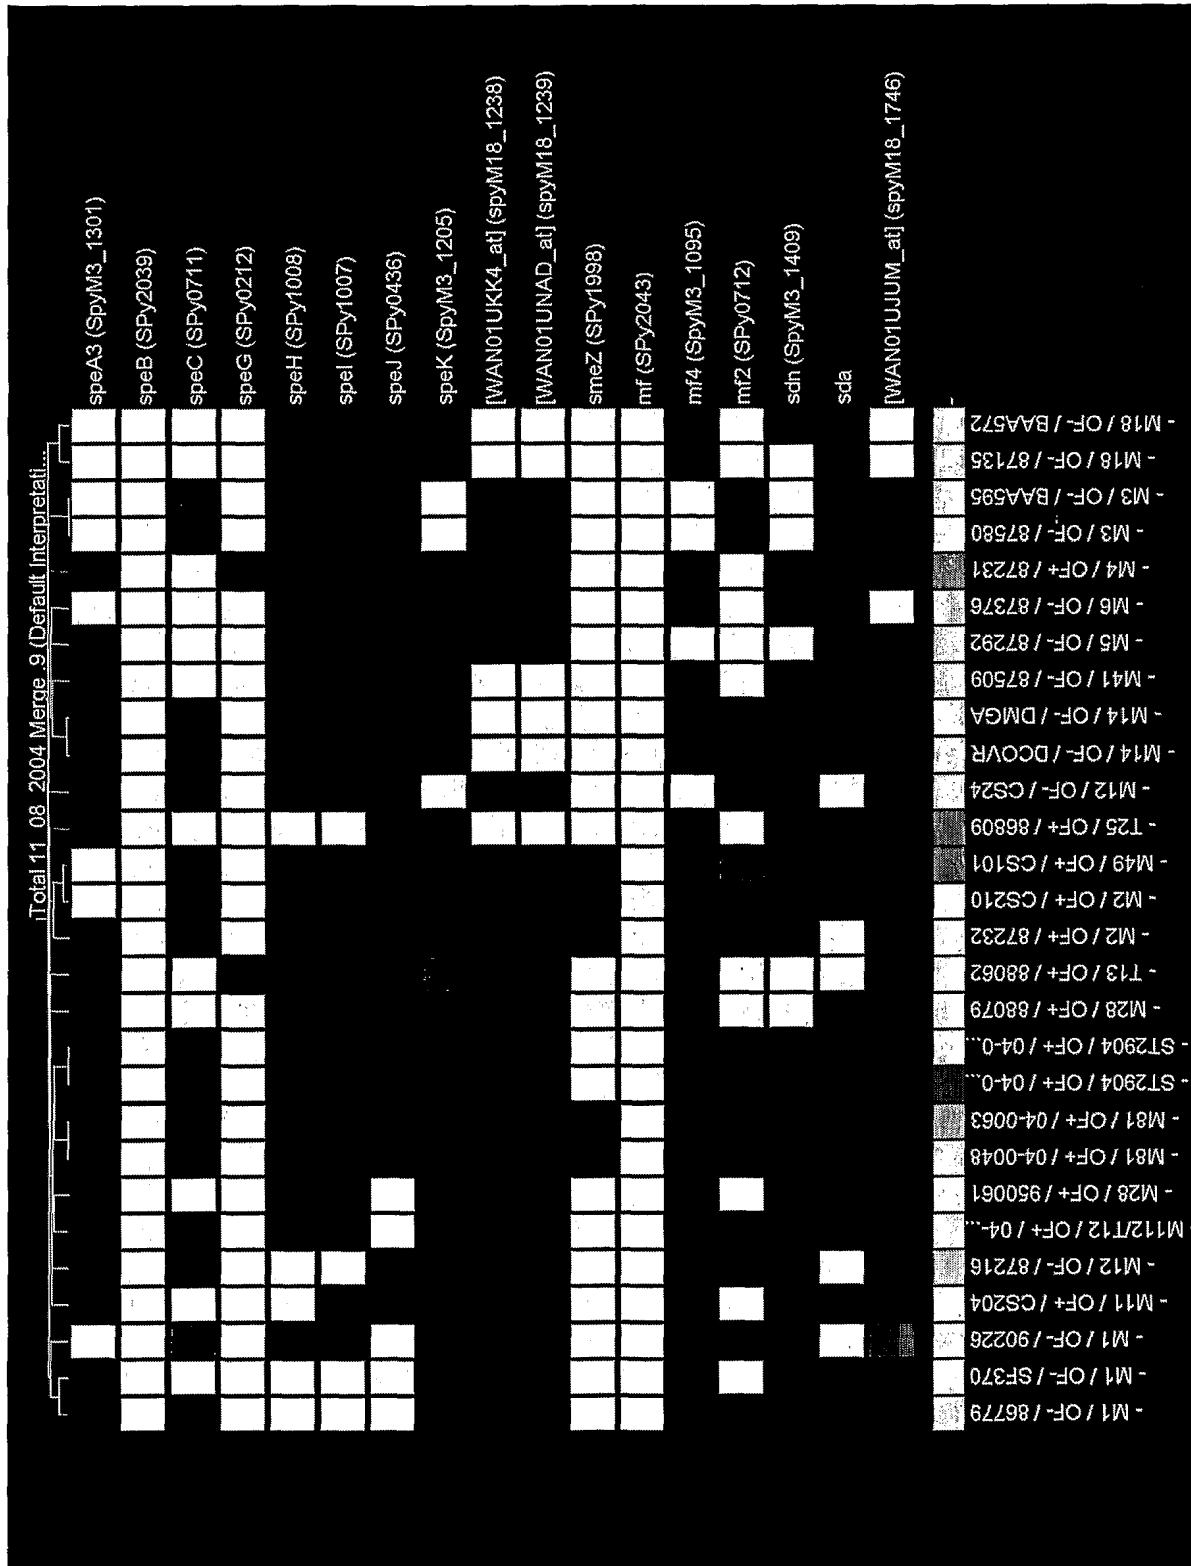 iTotal 11_08_2004 Merge .9 (Default Interpretati...
speA3 (SpyM3_1301)
speB (SPy2039)
speC (SPy0711)
speG (SPy0212)
speH (SPy1008)
speI (SPy1007)
speJ (SPy0436)
speK (SpyM3_1205)
[WAN01UKK4_at] (spyM18_1238)
[WAN01UNAD_at] (spyM18_1239)
smeZ (SPy1998)
mf (SPy2043)
mf4 (SpyM3_1095)
mf2 (SPy0712)
sdn (SpyM3_1409)
sda
[WAN01UJUM_at] (spyM18_1746)
- M18 / OF- / BAA572
- M18 / OF- / 87135
- M3 / OF- / BAA595
- M3 / OF- / 87580
- M4 / OF+ / 87231
- M6 / OF- / 87376
- M5 / OF- / 87292
- M41 / OF- / 87509
- M14 / OF- / DMGA
- M14 / OF- / DCOVR
- M12 / OF- / CS24
- T25 / OF+ / 86809
- M49 / OF+ / CS101
- M2 / OF+ / CS210
- M2 / OF+ / 87232
- T13 / OF+ / 88062
- M28 / OF+ / 88079
- ST2904 / OF+ / 04-0...
- ST2904 / OF+ / 04-0...
- M81 / OF+ / 04-0063
- M81 / OF+ / 04-0048
- M28 / OF+ / 950061
- M112/T12 / OF+ / 04-...
- M12 / OF- / 87216
- M11 / OF+ / CS204
- M1 / OF- / 90226
- M1 / OF- / SF370
- M1 / OF- / 86779